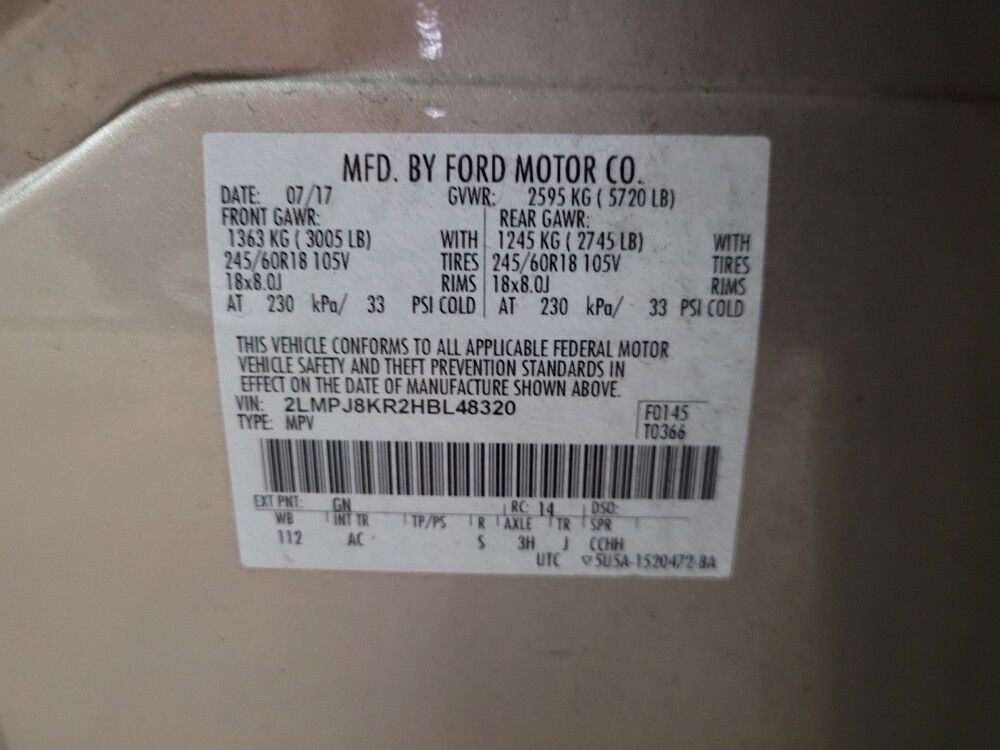 MFD. BY FORD MOTOR CO.
DATE: 07/17 GVWR: 2595 KG ( 5720 LB)
FRONT GAWR: REAR GAWR:
1363 KG ( 3005 LB) WITH 1245 KG ( 2745 LB) WITH
245/60R18 105V TIRES 245/60R18 105V TIRES
18x8.0J RIMS 18x8.0J RIMS
AT 230 kPa/ 33 PSI COLD AT 230 kPa/ 33 PSI COLD
THIS VEHICLE CONFORMS TO ALL APPLICABLE FEDERAL MOTOR
VEHICLE SAFETY AND THEFT PREVENTION STANDARDS IN
EFFECT ON THE DATE OF MANUFACTURE SHOWN ABOVE.
VIN: 2LMPJ8KR2HBL48320 F0145
TYPE: MPV T0366
EXT PNT: GN RC: 14 DSO:
WB INT TR TP/PS R AXLE TR SPR
112 AC S 3H J CCHH
UTC ▽5U5A-1520472-BA